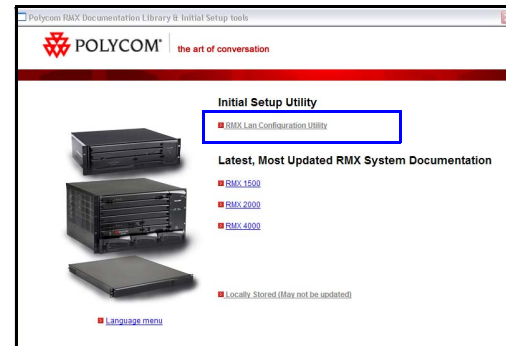 Polycom RMX Documentation Library & Initial Setup tools
POLYCOM® the art of conversation
Initial Setup Utility
RMX Lan Configuration Utility
Latest, Most Updated RMX System Documentation
RMX 1500
RMX 2000
RMX 4000
Locally Stored (May not be updated)
Language menu